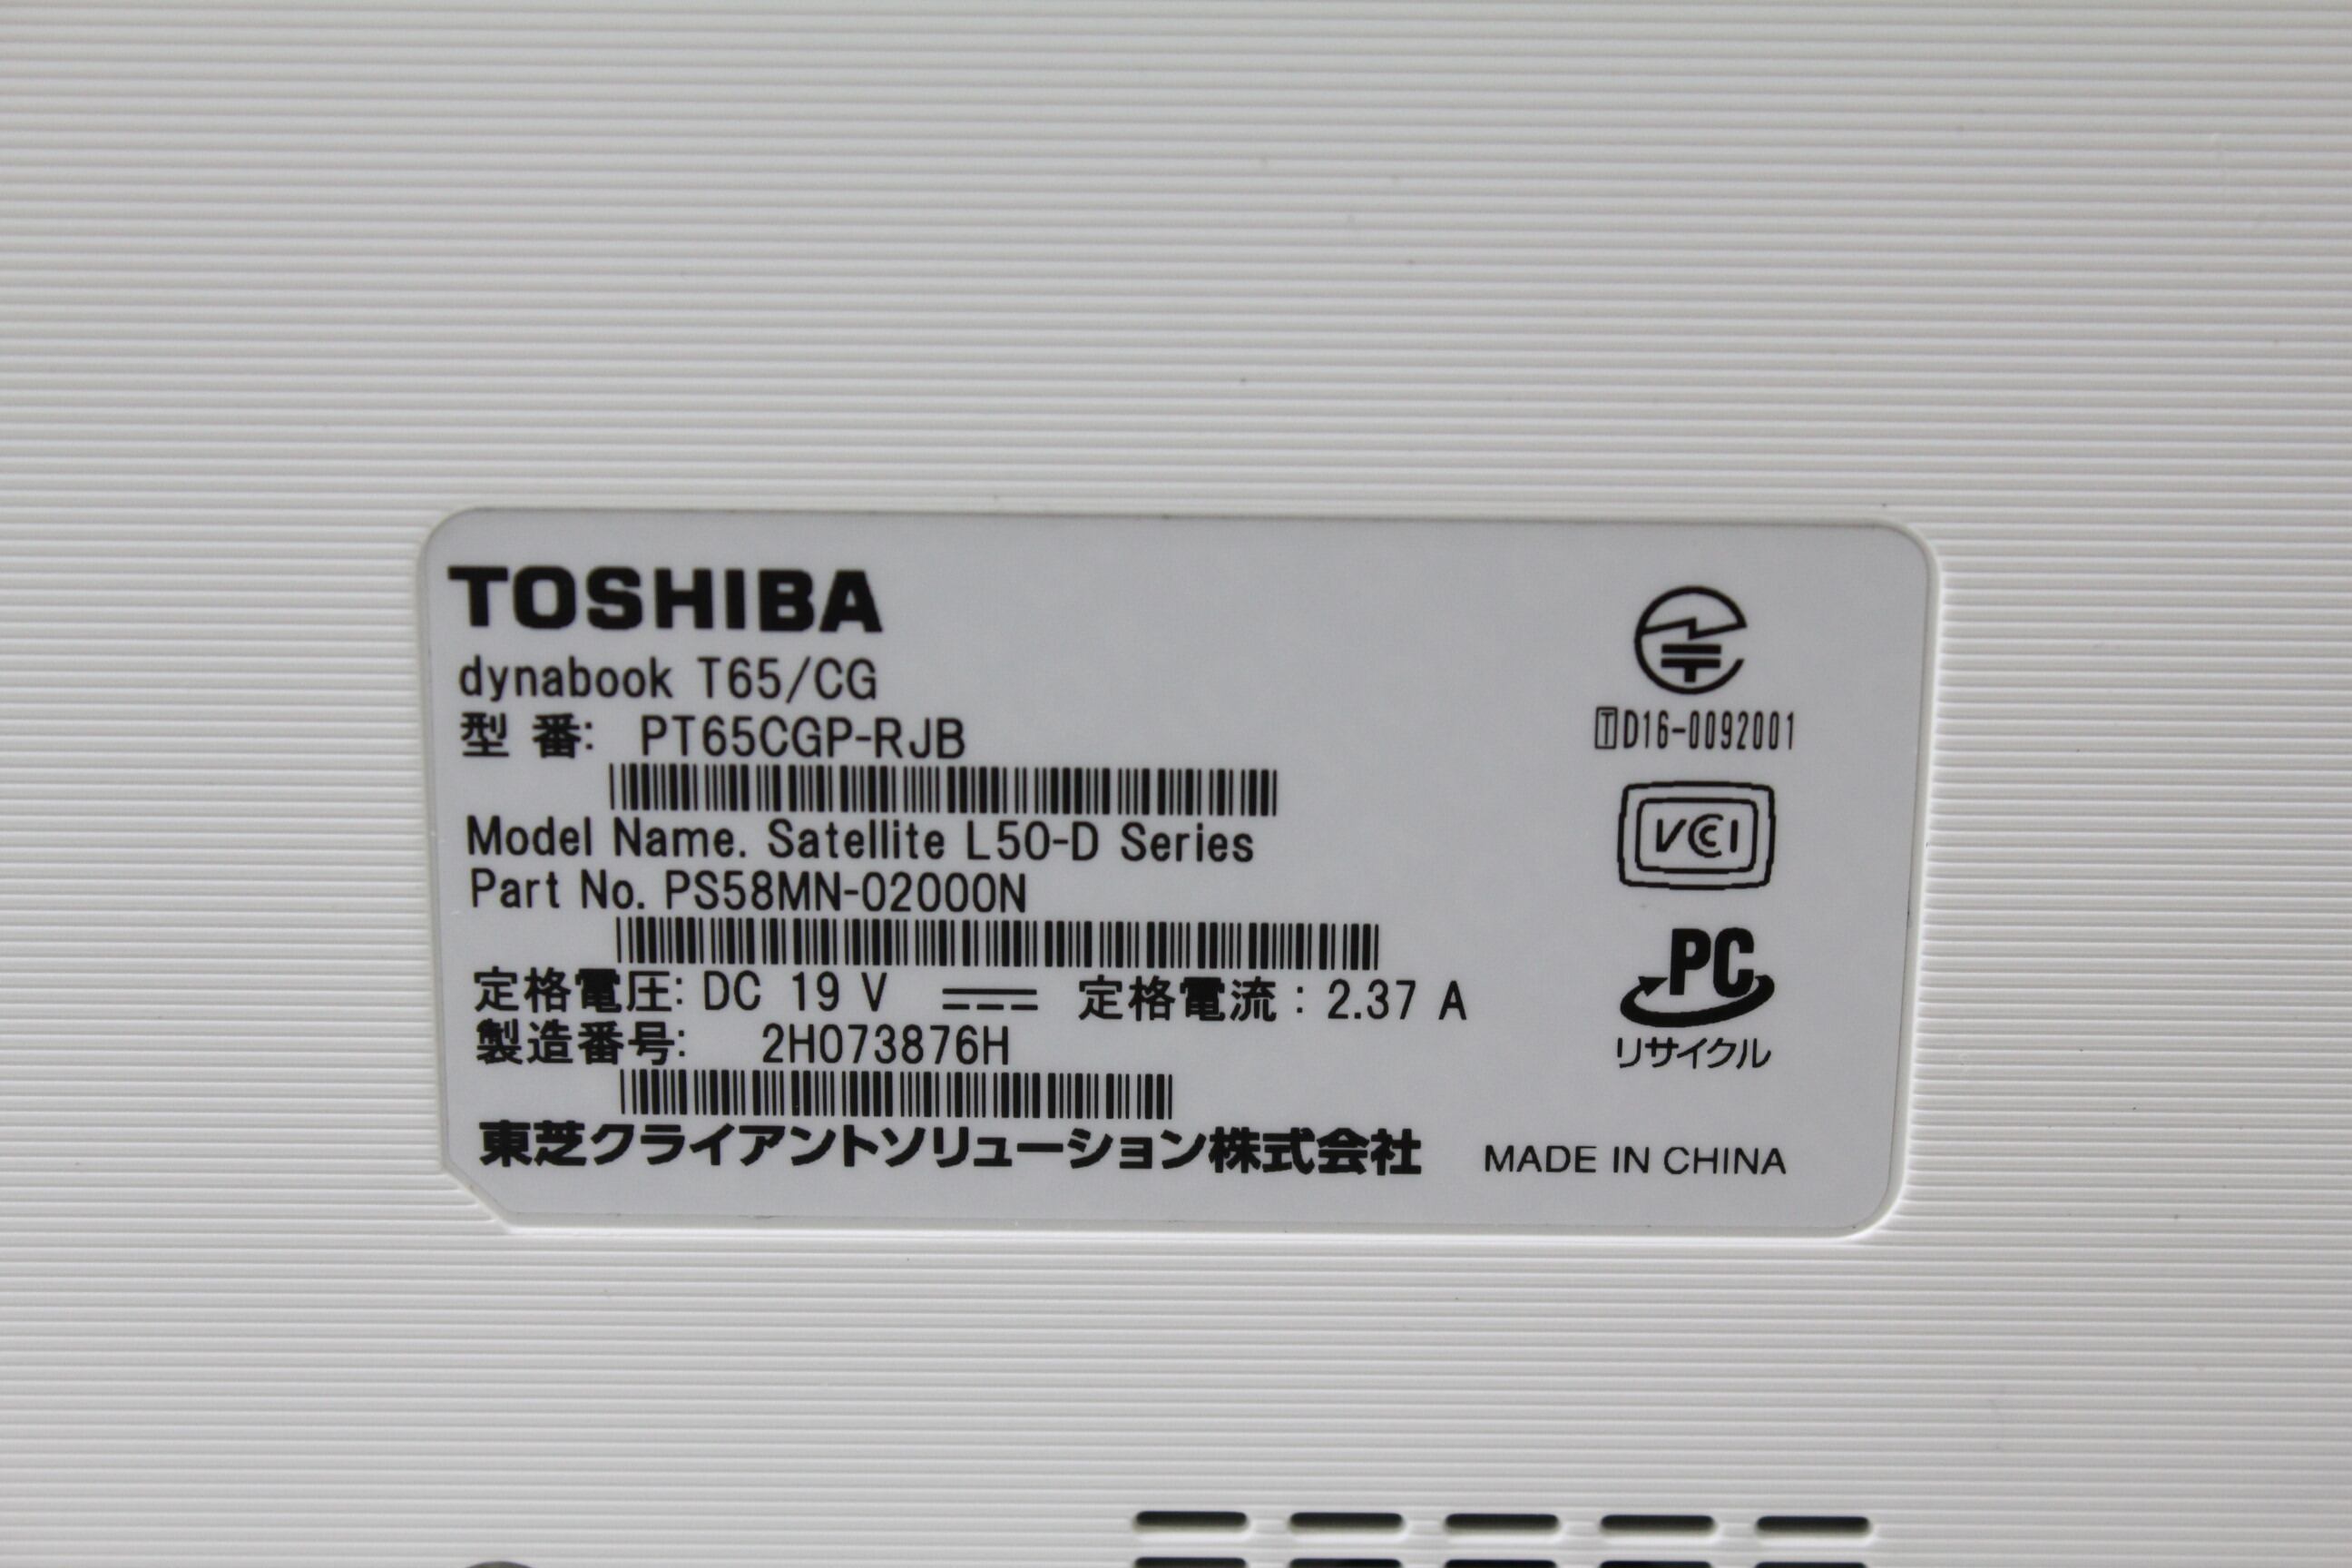 TOSHIBA
dynabook T65/CG
型 番: PT65CGP-RJB
Model Name. Satellite L50-D Series
Part No. PS58MN-02000N
定格電圧: DC 19 V 定格電流: 2.37 A
製造番号: 2H073876H
東芝クライアントソリューション株式会社
T D16-0092001
VCCI
PC
リサイクル
MADE IN CHINA